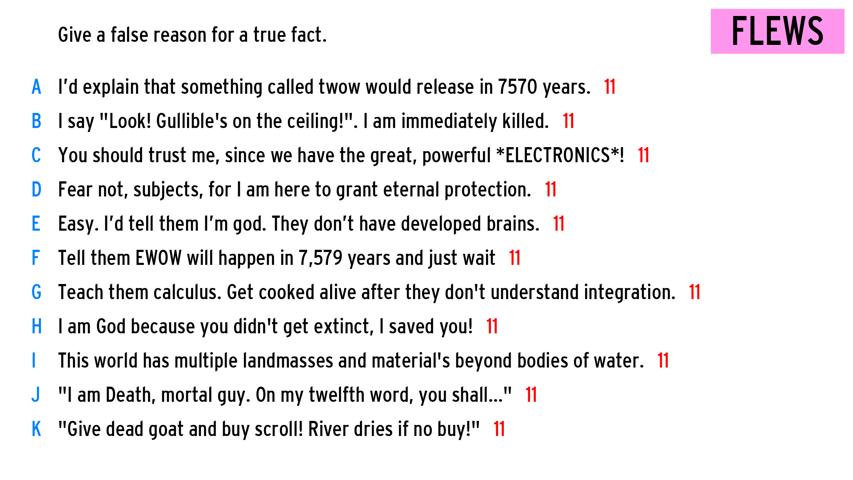 Give a false reason for a true fact.
FLEWS
A I'd explain that something called twow would release in 7570 years. 11
B I say "Look! Gullible's on the ceiling!". I am immediately killed. 11
C You should trust me, since we have the great, powerful *ELECTRONICS*! 11
D Fear not, subjects, for I am here to grant eternal protection. 11
E Easy. I'd tell them I'm god. They don't have developed brains. 11
F Tell them EWOW will happen in 7,579 years and just wait 11
G Teach them calculus. Get cooked alive after they don't understand integration. 11
H I am God because you didn't get extinct, I saved you! 11
I This world has multiple landmasses and material's beyond bodies of water. 11
J "I am Death, mortal guy. On my twelfth word, you shall..." 11
K "Give dead goat and buy scroll! River dries if no buy!" 11